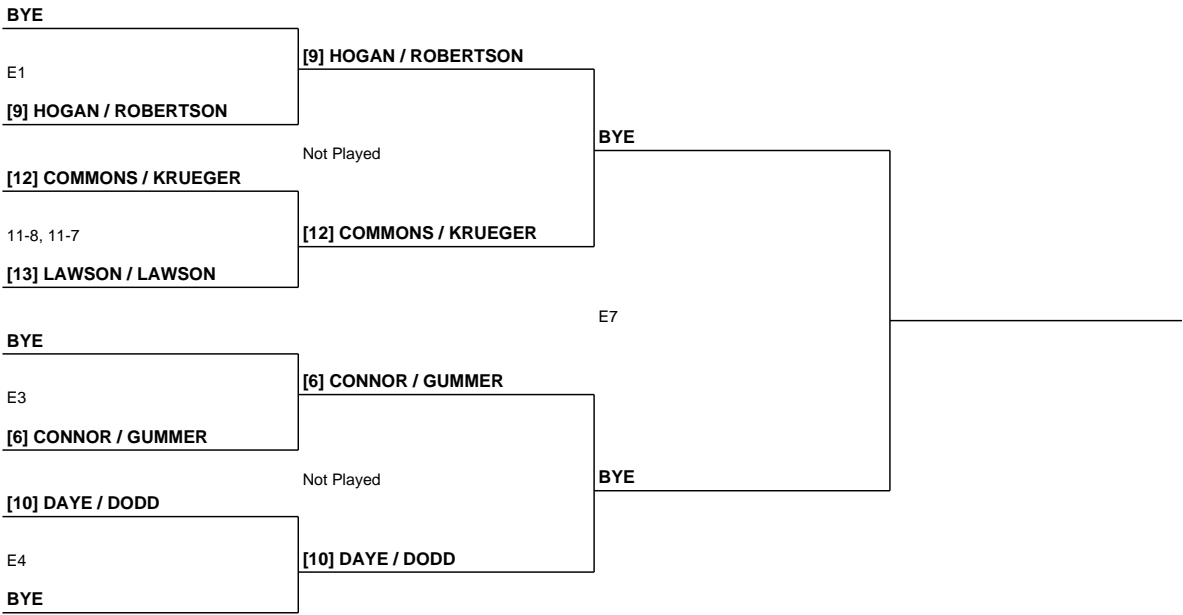 BYE
[9] HOGAN / ROBERTSON
E1
[9] HOGAN / ROBERTSON
BYE
Not Played
[12] COMMONS / KRUEGER
11-8, 11-7
[12] COMMONS / KRUEGER
[13] LAWSON / LAWSON
E7
BYE
[6] CONNOR / GUMMER
E3
[6] CONNOR / GUMMER
BYE
Not Played
[10] DAYE / DODD
E4
[10] DAYE / DODD
BYE